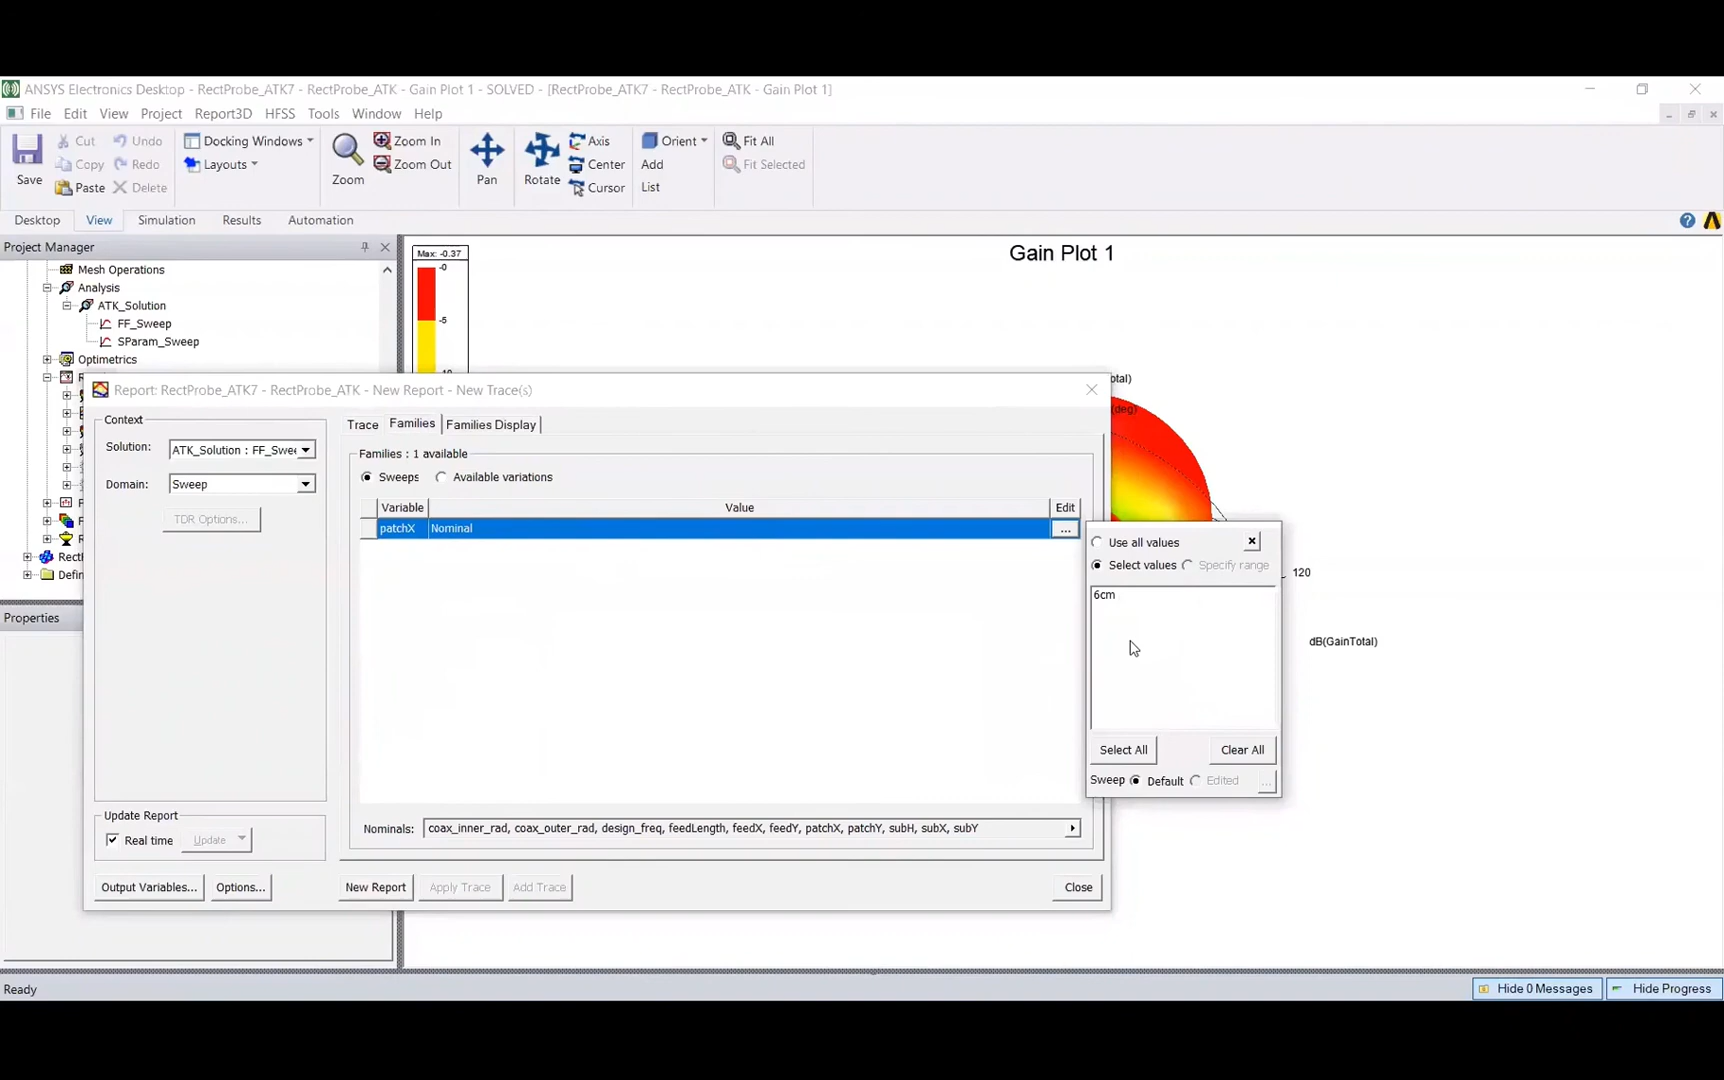 ANSYS Electronics Desktop - RectProbe_ATK7 - RectProbe_ATK - Gain Plot 1 - SOLVED - [RectProbe_ATK7 - RectProbe_ATK - Gain Plot 1]
File Edit View Project Report3D HFSS Tools Window Help
Save
Cut
Copy
Paste
Undo
Redo
Delete
Docking Windows
Layouts
Zoom
Zoom In
Zoom Out
Pan
Rotate
Axis
Center
Cursor
Orient
Add
List
Fit All
Fit Selected
Desktop View Simulation Results Automation
Project Manager
Mesh Operations
Analysis
ATK_Solution
FF_Sweep
SParam_Sweep
Optimetrics
R
F
F
R
Rect
Defin
Properties
Max: -0.37
-0
-5
Gain Plot 1
otal)
(deg)
120
dB(GainTotal)
Report: RectProbe_ATK7 - RectProbe_ATK - New Report - New Trace(s)
Context
Solution: ATK_Solution : FF_Swee
Domain: Sweep
TDR Options...
Update Report
Real time Update
Output Variables... Options...
Trace Families Families Display
Families : 1 available
Sweeps Available variations
Variable Value Edit
patchX Nominal ...
Nominals: coax_inner_rad, coax_outer_rad, design_freq, feedLength, feedX, feedY, patchX, patchY, subH, subX, subY
New Report Apply Trace Add Trace Close
Use all values
Select values Specify range
6cm
Select All Clear All
Sweep Default Edited ...
Ready
Hide 0 Messages Hide Progress